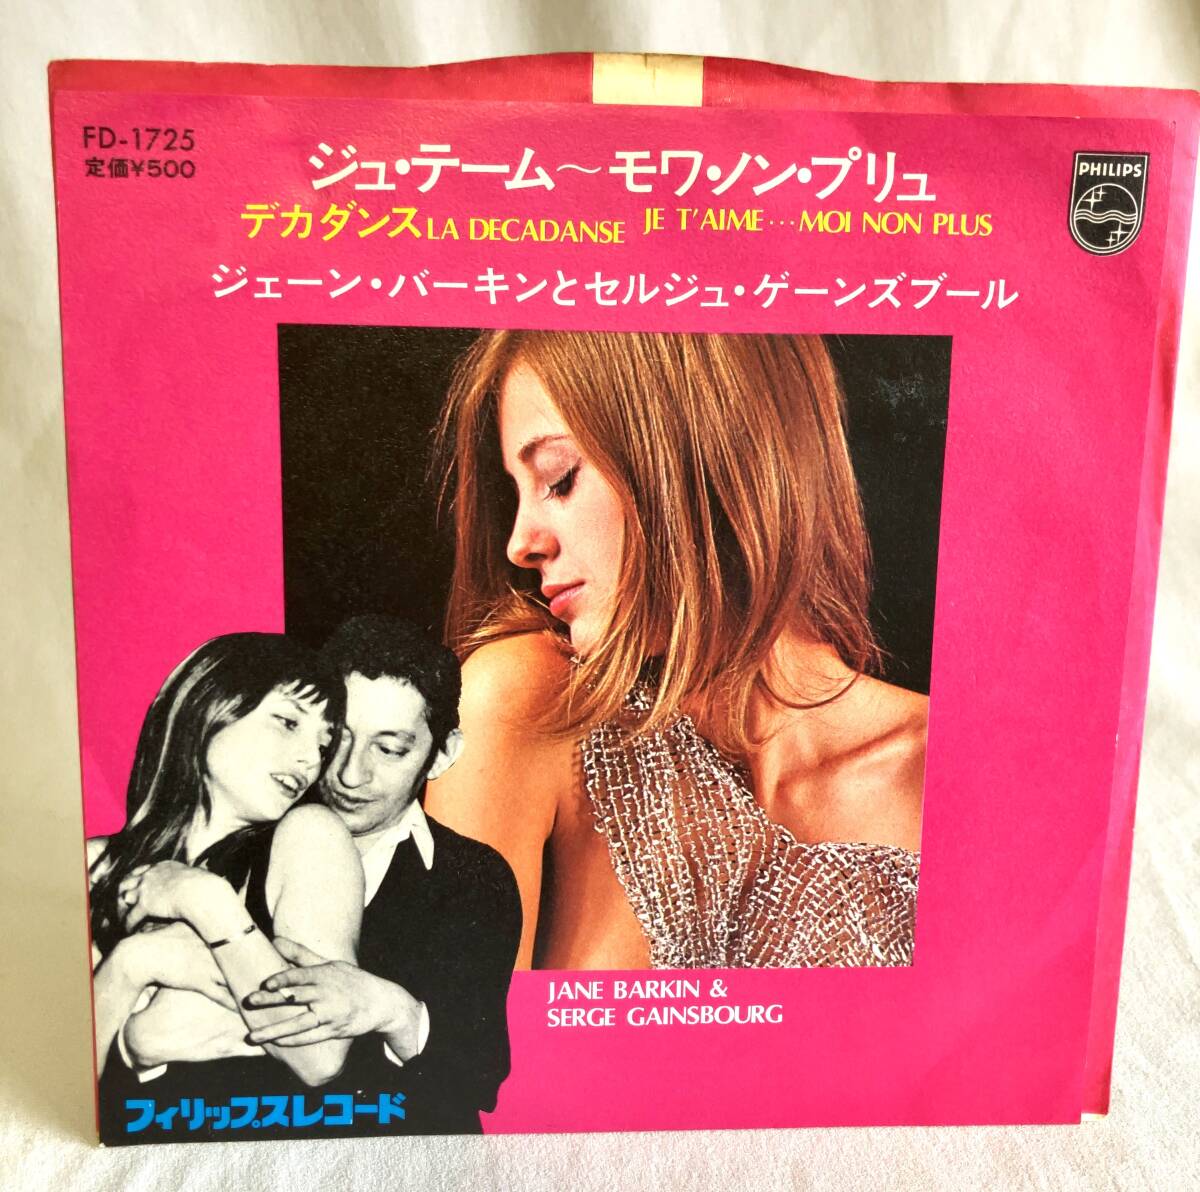 FD-1725
定価¥500
ジュ・テーム～モワ・ノン・プリュ
PHILIPS
デカダンス LA DECADANSE JE T'AIME...MOI NON PLUS
ジェーン・バーキンとセルジュ・ゲーンズブール
JANE BARKIN &
SERGE GAINSBOURG
フィリップスレコード